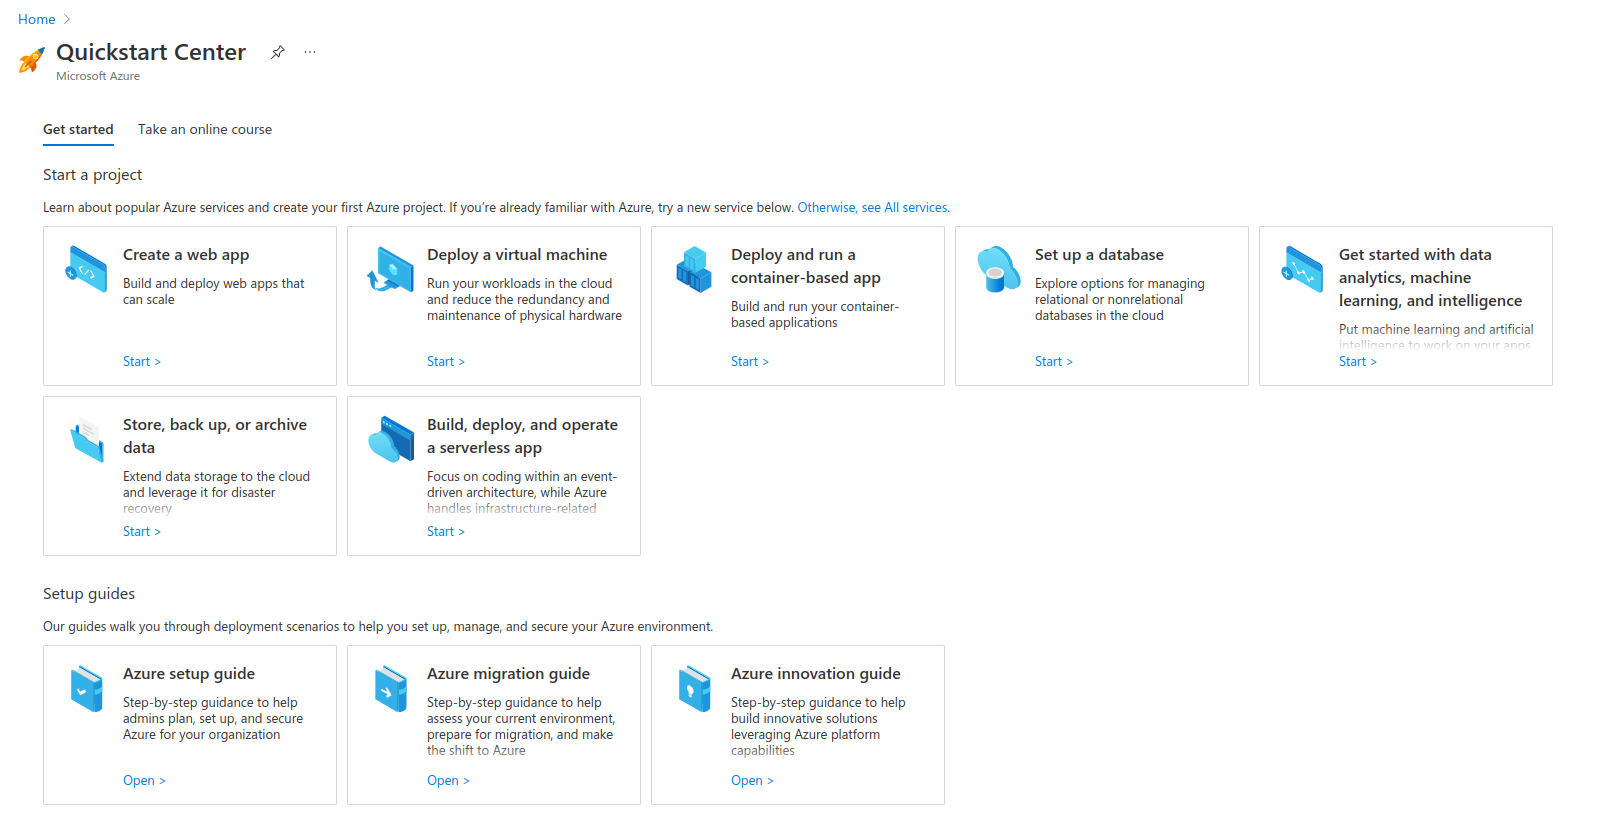 Home >
Quickstart Center
Microsoft Azure
Get started Take an online course
Start a project
Learn about popular Azure services and create your first Azure project. If you're already familiar with Azure, try a new service below. Otherwise, see All services.
Create a web app
Build and deploy web apps that
can scale
Start >
Deploy a virtual machine
Run your workloads in the cloud
and reduce the redundancy and
maintenance of physical hardware
Start >
Deploy and run a
container-based app
Build and run your container-
based applications
Start >
Set up a database
Explore options for managing
relational or nonrelational
databases in the cloud
Start >
Get started with data
analytics, machine
learning, and intelligence
Put machine learning and artificial
intelligence to work on your apps
Start >
Store, back up, or archive
data
Extend data storage to the cloud
and leverage it for disaster
recovery
Start >
Build, deploy, and operate
a serverless app
Focus on coding within an event-
driven architecture, while Azure
handles infrastructure-related
Start >
Setup guides
Our guides walk you through deployment scenarios to help you set up, manage, and secure your Azure environment.
Azure setup guide
Step-by-step guidance to help
admins plan, set up, and secure
Azure for your organization
Open >
Azure migration guide
Step-by-step guidance to help
assess your current environment,
prepare for migration, and make
the shift to Azure
Open >
Azure innovation guide
Step-by-step guidance to help
build innovative solutions
leveraging Azure platform
capabilities
Open >